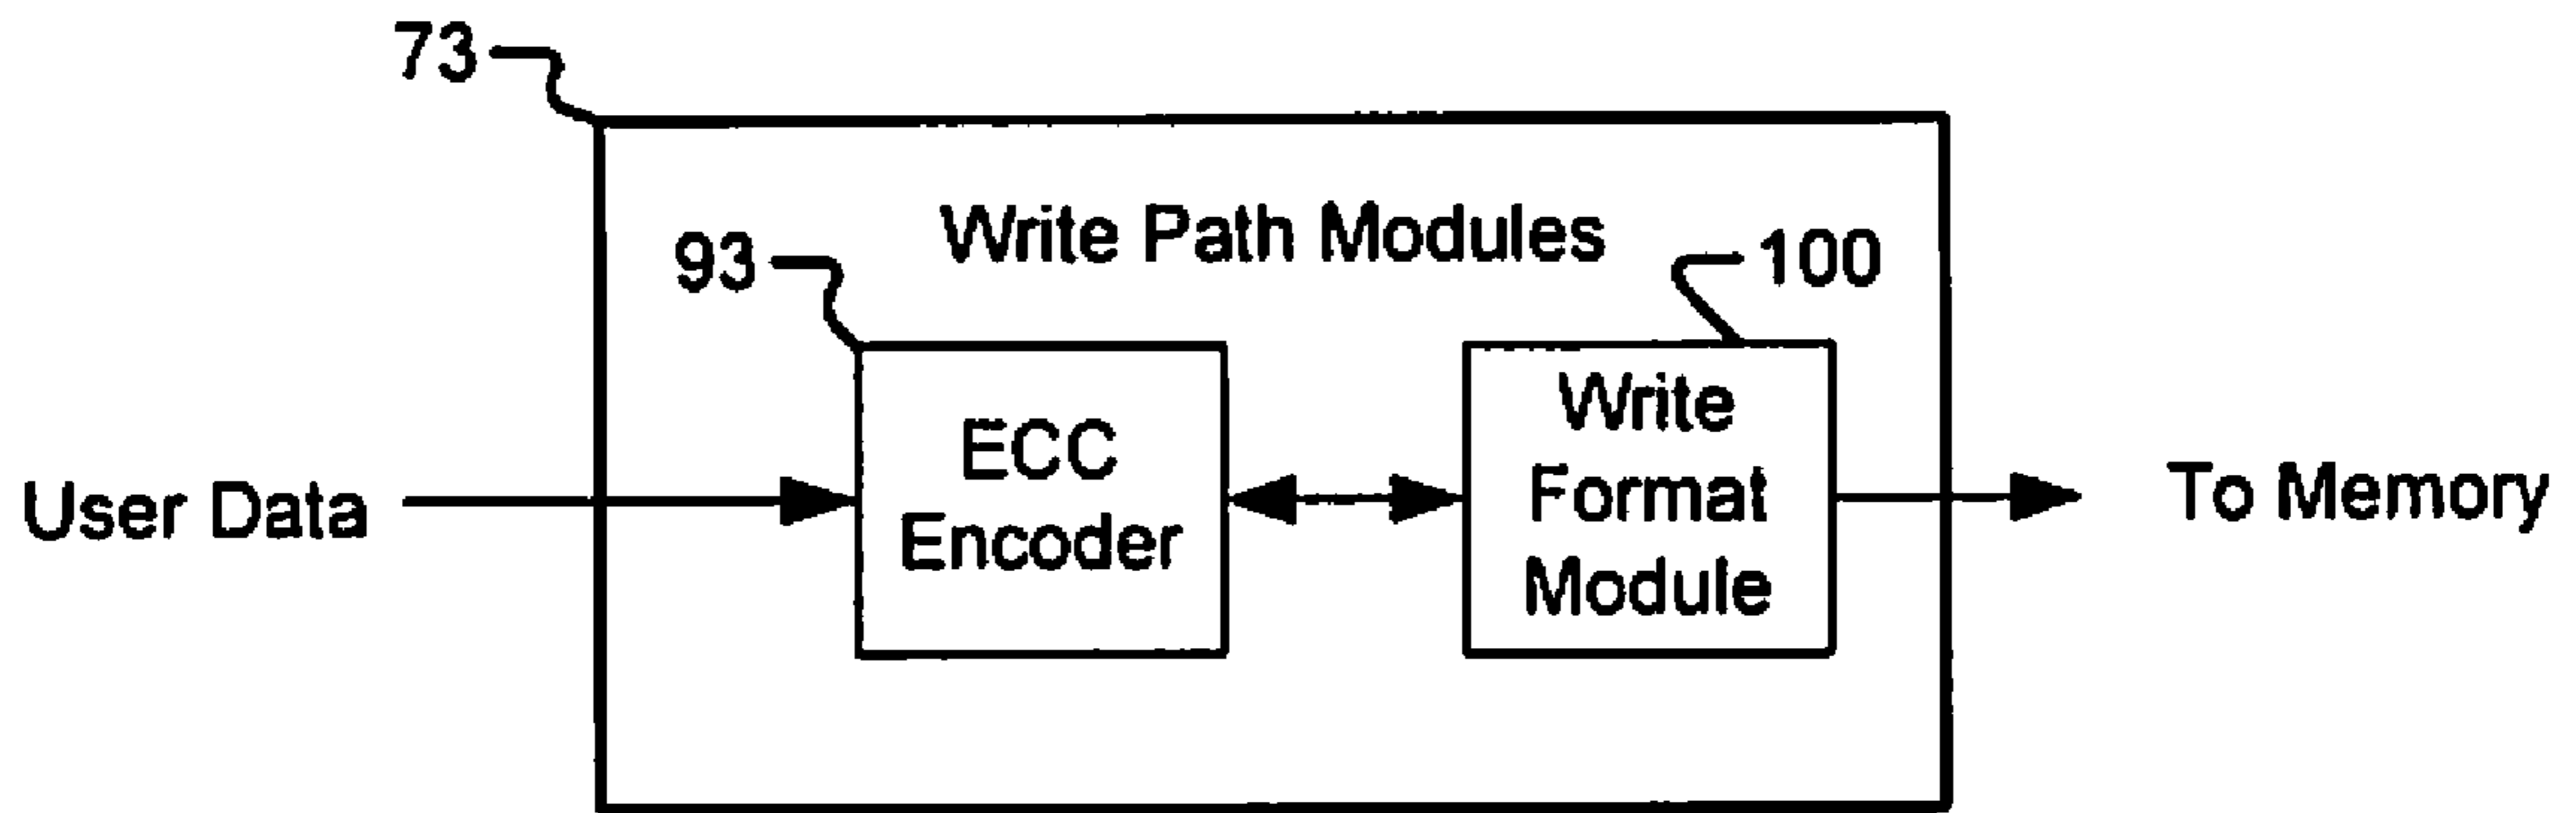 73
Write Path Modules
93
100
User Data
ECC
Encoder
Write
Format
Module
To Memory